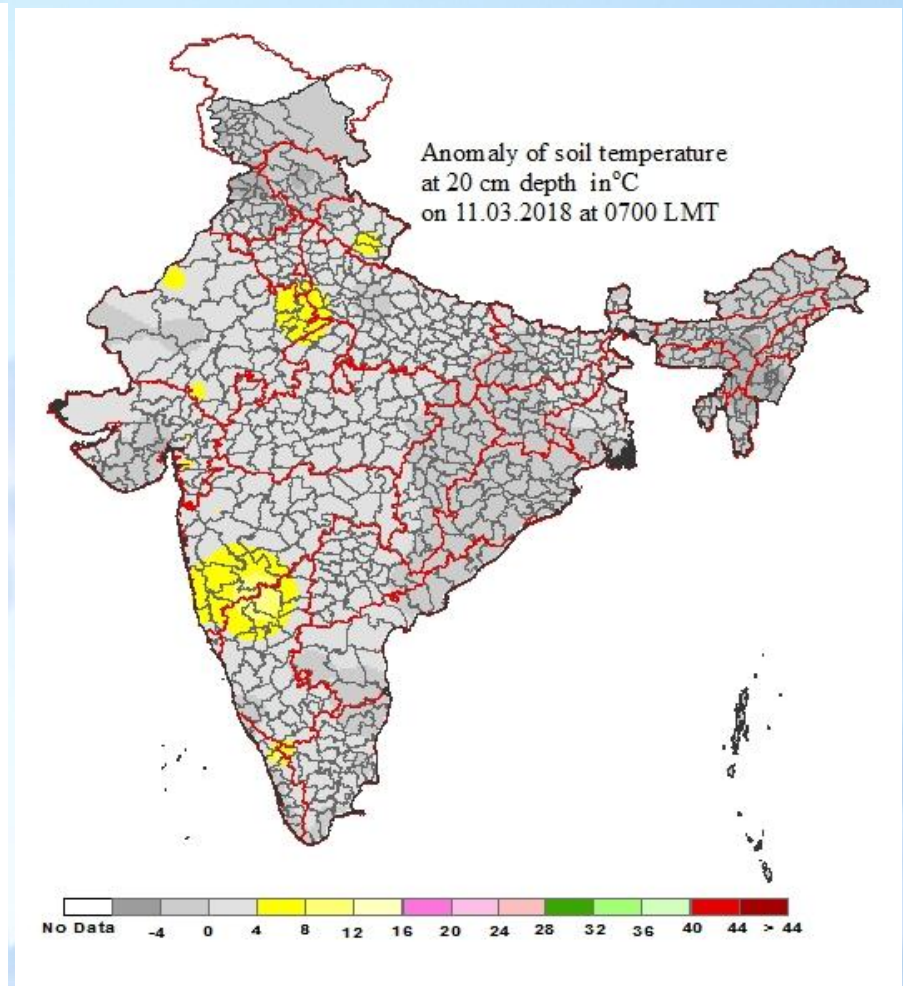 Anomaly of soil temperature
at 20 cm depth in°C
on 11.03.2018 at 0700 LMT
No Data -4 0 4 8 12 16 20 24 28 32 36 40 44 > 44